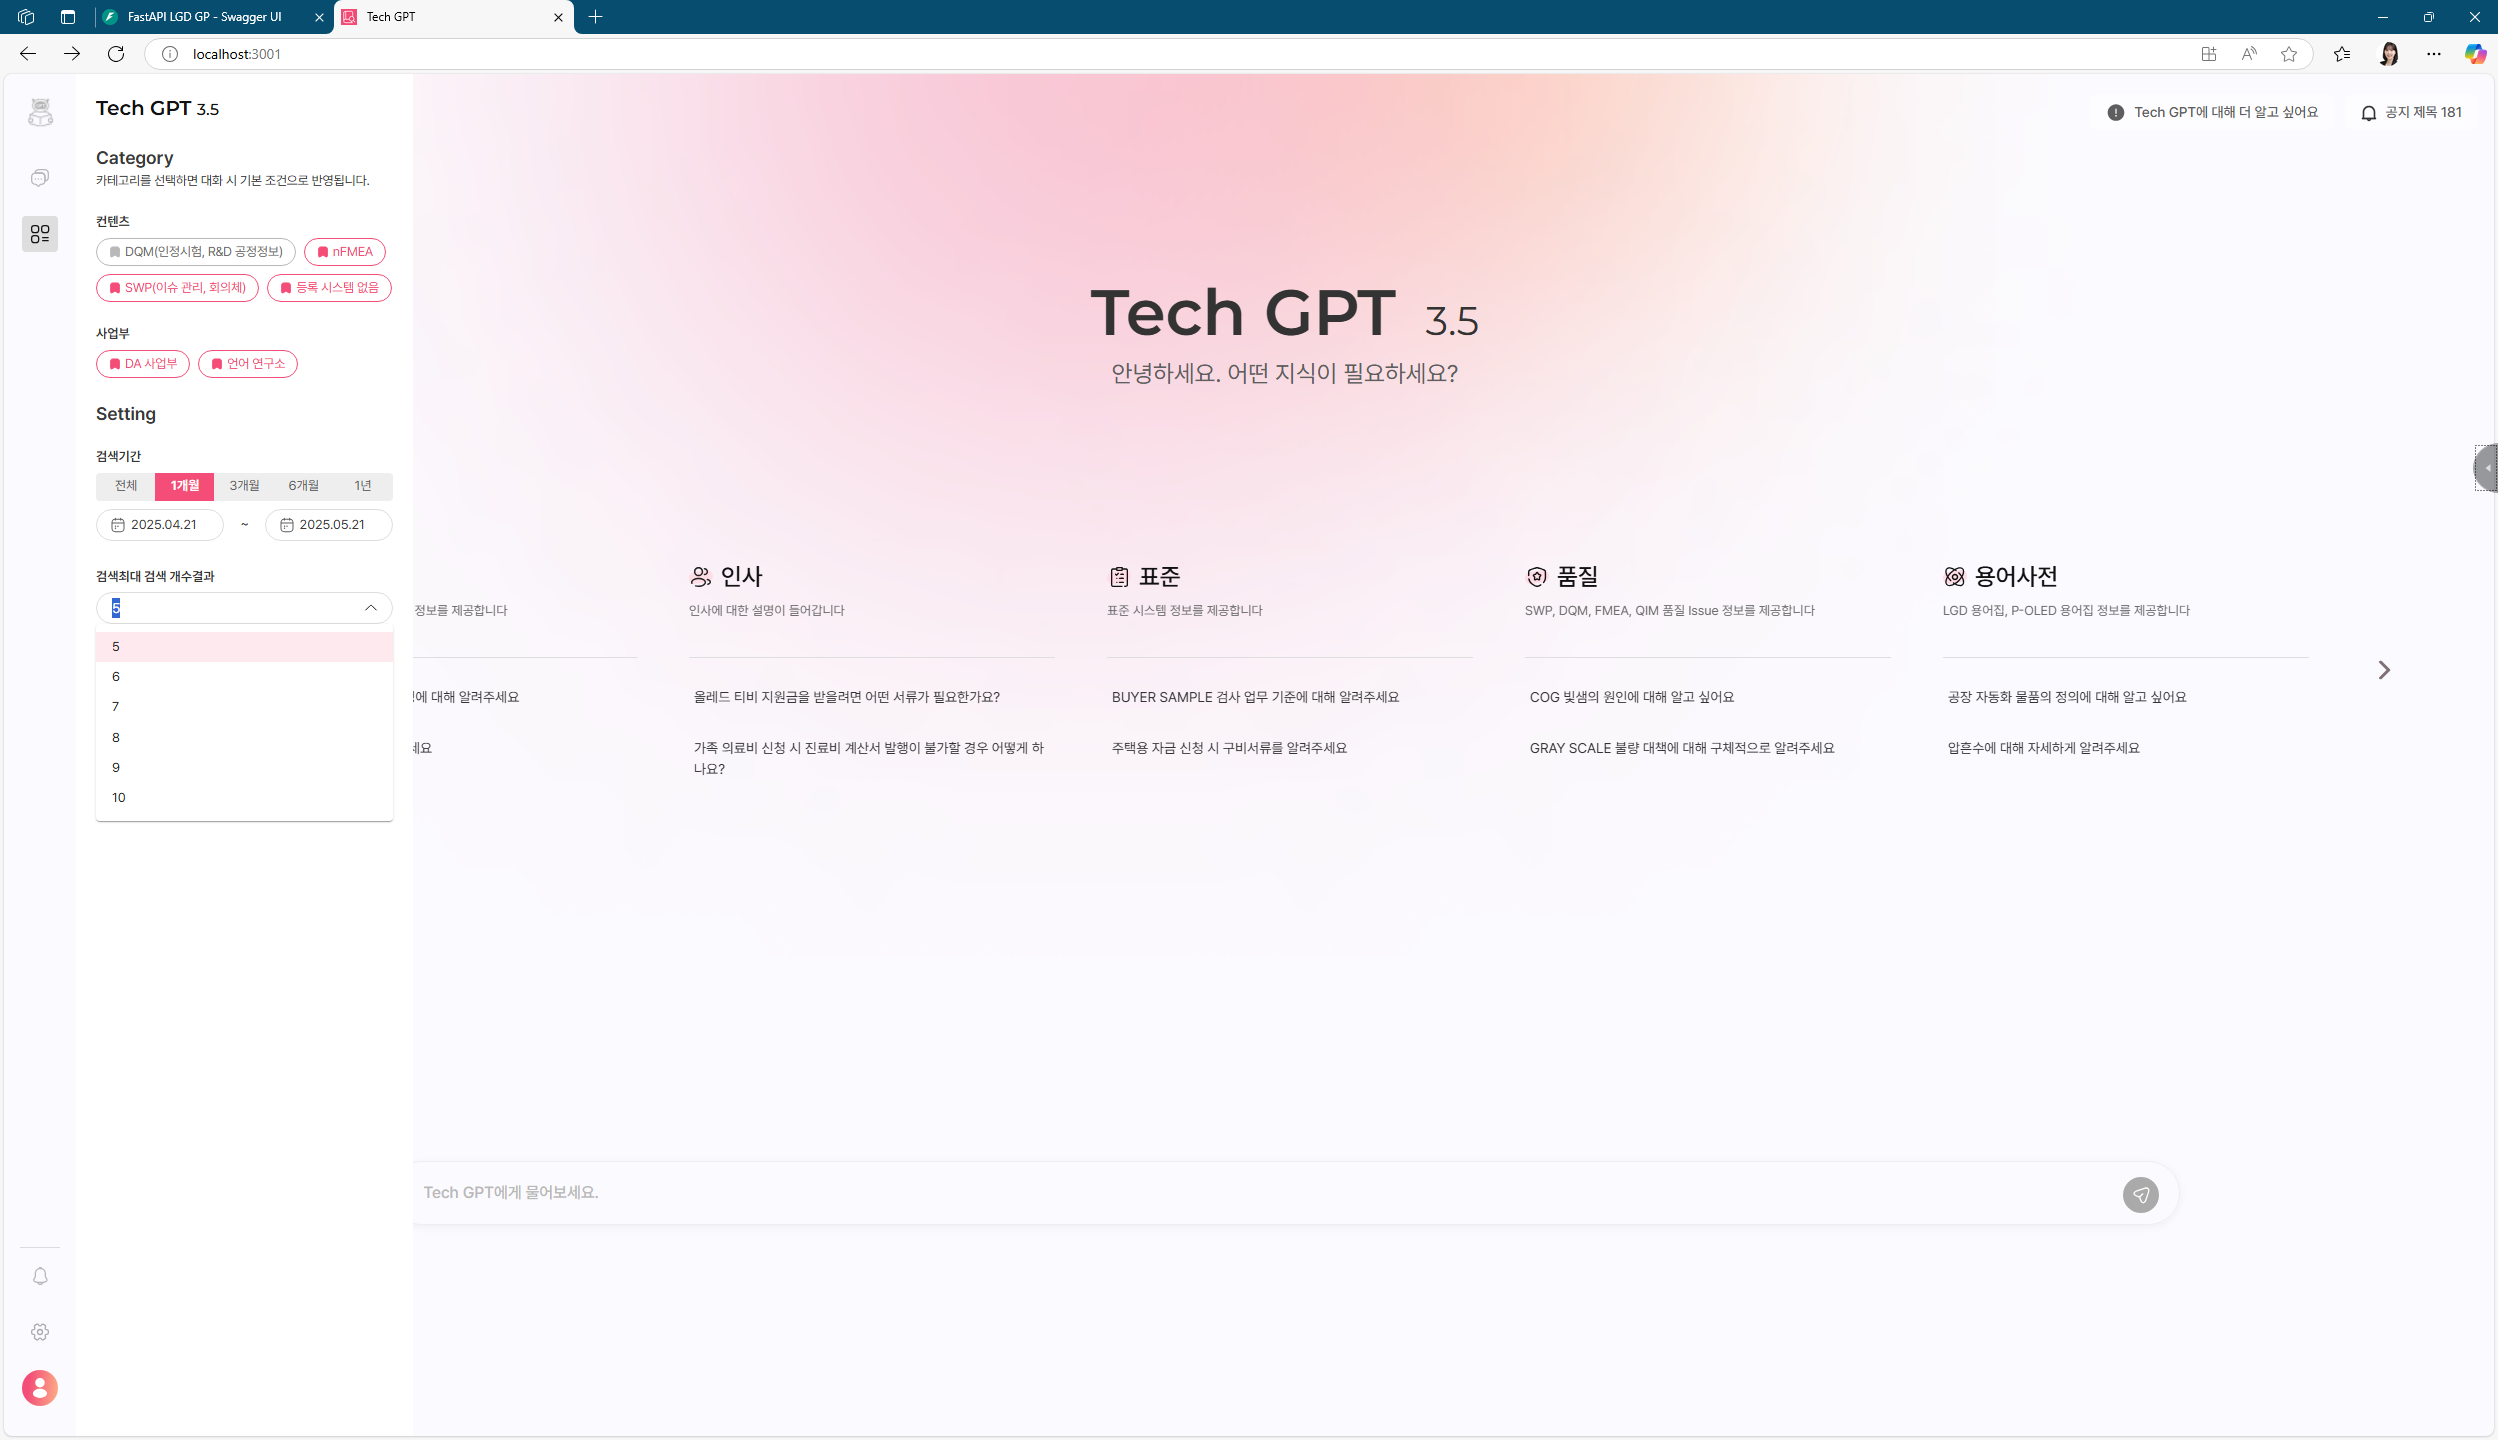 FastAPI LGD GP - Swagger UI
Tech GPT
localhost:3001
Tech GPT 3.5
Category
카테고리를 선택하면 대화 시 기본 조건으로 반영됩니다.
컨텐츠
DQM(인정시험, R&D 공정정보)
nFMEA
SWP(이슈 관리, 회의체)
등록 시스템 없음
사업부
DA 사업부
언어 연구소
Setting
검색기간
전체
1개월
3개월
6개월
1년
2025.04.21
~
2025.05.21
검색최대 검색 개수결과
5
5
6
7
8
9
10
Tech GPT에 대해 더 알고 싶어요
공지 제목 181
Tech GPT 3.5
안녕하세요. 어떤 지식이 필요하세요?
정보를 제공합니다
에 대해 알려주세요
세요
인사
인사에 대한 설명이 들어갑니다
올레드 티비 지원금을 받을려면 어떤 서류가 필요한가요?
가족 의료비 신청 시 진료비 계산서 발행이 불가할 경우 어떻게 하
나요?
표준
표준 시스템 정보를 제공합니다
BUYER SAMPLE 검사 업무 기준에 대해 알려주세요
주택용 자금 신청 시 구비서류를 알려주세요
품질
SWP, DQM, FMEA, QIM 품질 Issue 정보를 제공합니다
COG 빛샘의 원인에 대해 알고 싶어요
GRAY SCALE 불량 대책에 대해 구체적으로 알려주세요
용어사전
LGD 용어집, P-OLED 용어집 정보를 제공합니다
공장 자동화 물품의 정의에 대해 알고 싶어요
압흔수에 대해 자세하게 알려주세요
Tech GPT에게 물어보세요.